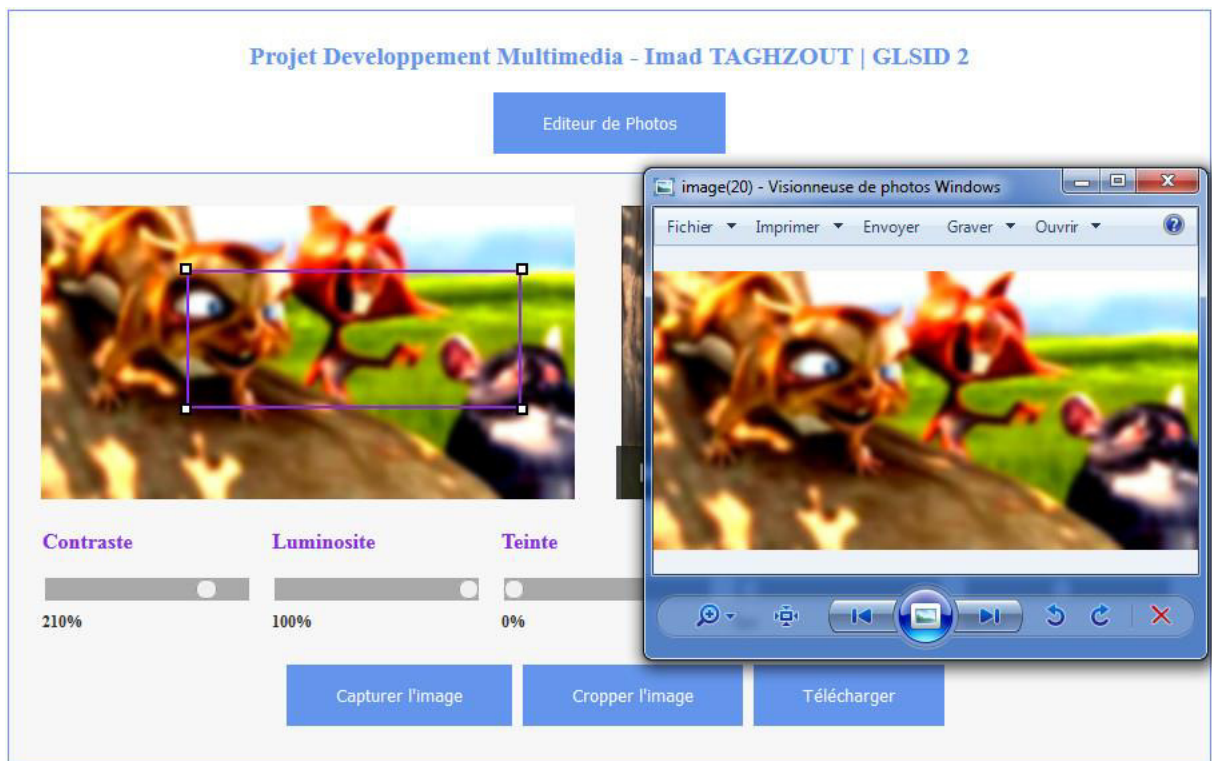 Projet Developpement Multimedia - Imad TAGHZOUT | GLSID 2
Editeur de Photos
image(20) - Visionneuse de photos Windows
Fichier Imprimer Envoyer Graver Ouvrir
Contraste Luminosite Teinte
210% 100% 0%
Capturer l'image Cropper l'image Télécharger